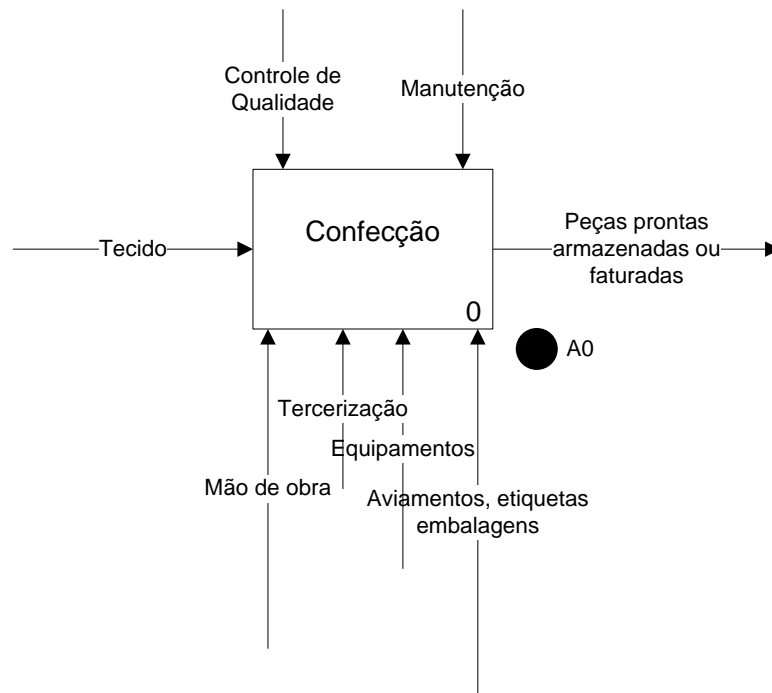 Controle de
Qualidade
Manutenção
Confecção
Tecido
Peças prontas
armazenadas ou
faturadas
0
A0
Tercerização
Equipamentos
Mão de obra
Aviamentos, etiquetas
embalagens